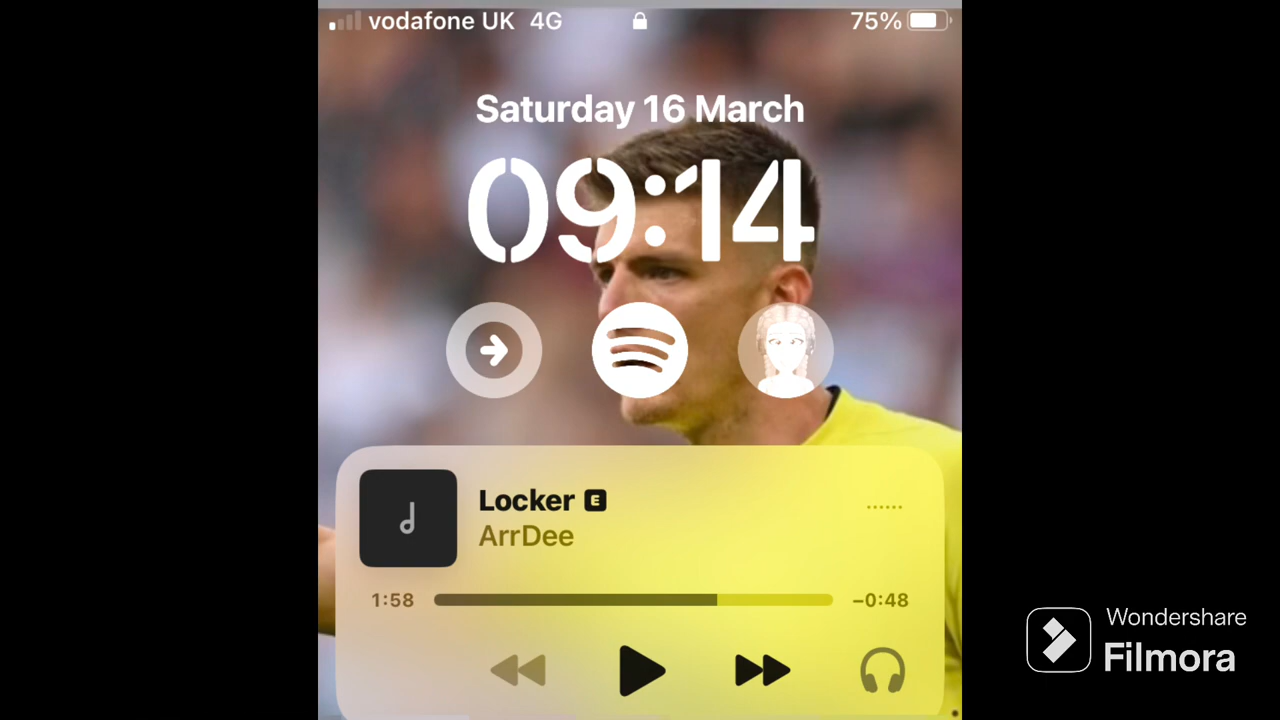 vodafone UK 4G 75%
Saturday 16 March
09:14
Locker E
ArrDee
1:58 −0:48
Wondershare
Filmora